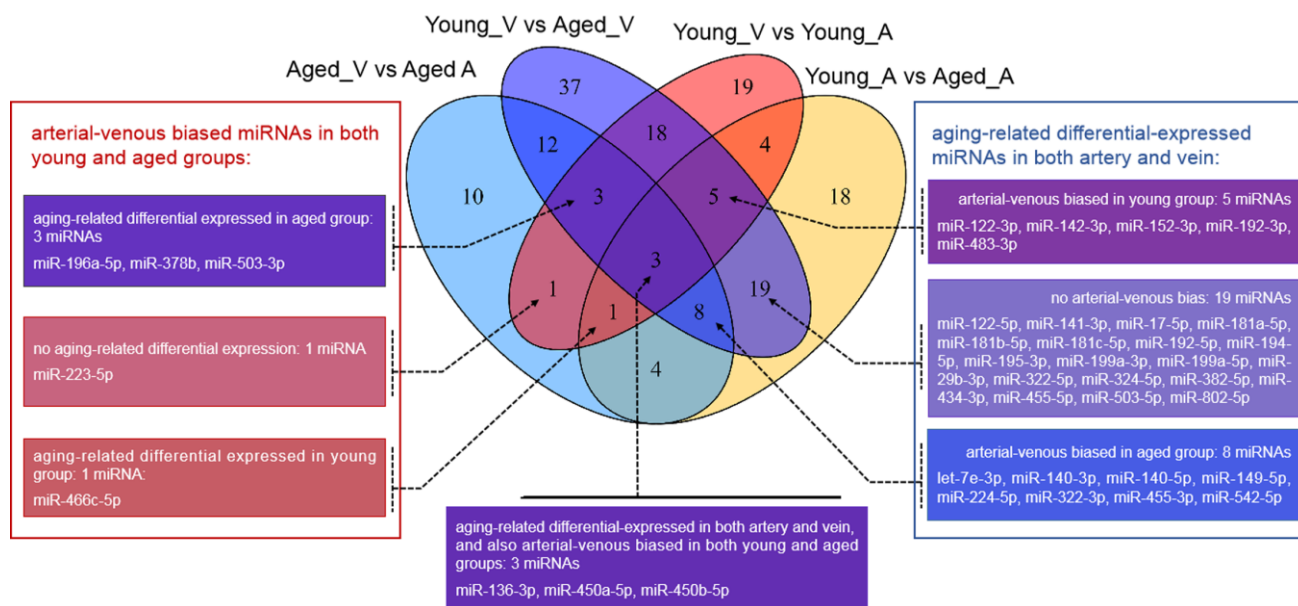 Young_V vs Aged_V
Young_V vs Young_A
Aged_V vs Aged A
Young_A vs Aged_A
37
19
12
18
4
10
3
5
18
3
1
1
8
19
4
arterial-venous biased miRNAs in both
young and aged groups:
aging-related differential expressed in aged group:
3 miRNAs
miR-196a-5p, miR-378b, miR-503-3p
no aging-related differential expression: 1 miRNA
miR-223-5p
aging-related differential expressed in young
group: 1 miRNA:
miR-466c-5p
aging-related differential-expressed
miRNAs in both artery and vein:
arterial-venous biased in young group: 5 miRNAs
miR-122-3p, miR-142-3p, miR-152-3p, miR-192-3p,
miR-483-3p
no arterial-venous bias: 19 miRNAs
miR-122-5p, miR-141-3p, miR-17-5p, miR-181a-5p,
miR-181b-5p, miR-181c-5p, miR-192-5p, miR-194-
5p, miR-195-3p, miR-199a-3p, miR-199a-5p, miR-
29b-3p, miR-322-5p, miR-324-5p, miR-382-5p, miR-
434-3p, miR-455-5p, miR-503-5p, miR-802-5p
arterial-venous biased in aged group: 8 miRNAs
let-7e-3p, miR-140-3p, miR-140-5p, miR-149-5p,
miR-224-5p, miR-322-3p, miR-455-3p, miR-542-5p
aging-related differential-expressed in both artery and vein,
and also arterial-venous biased in both young and aged
groups: 3 miRNAs
miR-136-3p, miR-450a-5p, miR-450b-5p